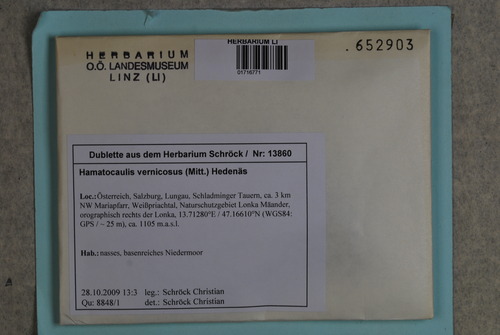 HERBARIUM
O.Ö. LANDESMUSEUM
LINZ (LI)
HERBARIUM LI
01716771
.652903
Dublette aus dem Herbarium Schröck / Nr: 13860
Hamatocaulis vernicosus (Mitt.) Hedenäs
Loc.:Österreich, Salzburg, Lungau, Schladminger Tauern, ca. 3 km
NW Mariapfarr, Weißpriachtal, Naturschutzgebiet Lonka Mäander,
orographisch rechts der Lonka, 13.71280°E / 47.16610°N (WGS84:
GPS / ~ 25 m), ca. 1105 m.a.s.l.
Hab.: nasses, basenreiches Niedermoor
28.10.2009 13:3 leg.: Schröck Christian
Qu: 8848/1 det.: Schröck Christian